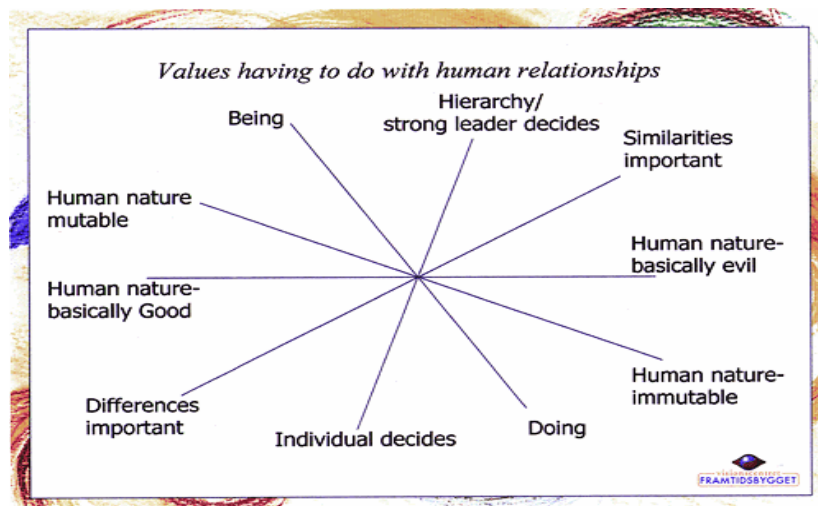 Values having to do with human relationships
Hierarchy/
strong leader decides
Being
Similarities
important
Human nature
mutable
Human nature-
basically evil
Human nature-
basically Good
Human nature-
immutable
Differences
important
Individual decides
Doing
FRAMTIDSBYGGET